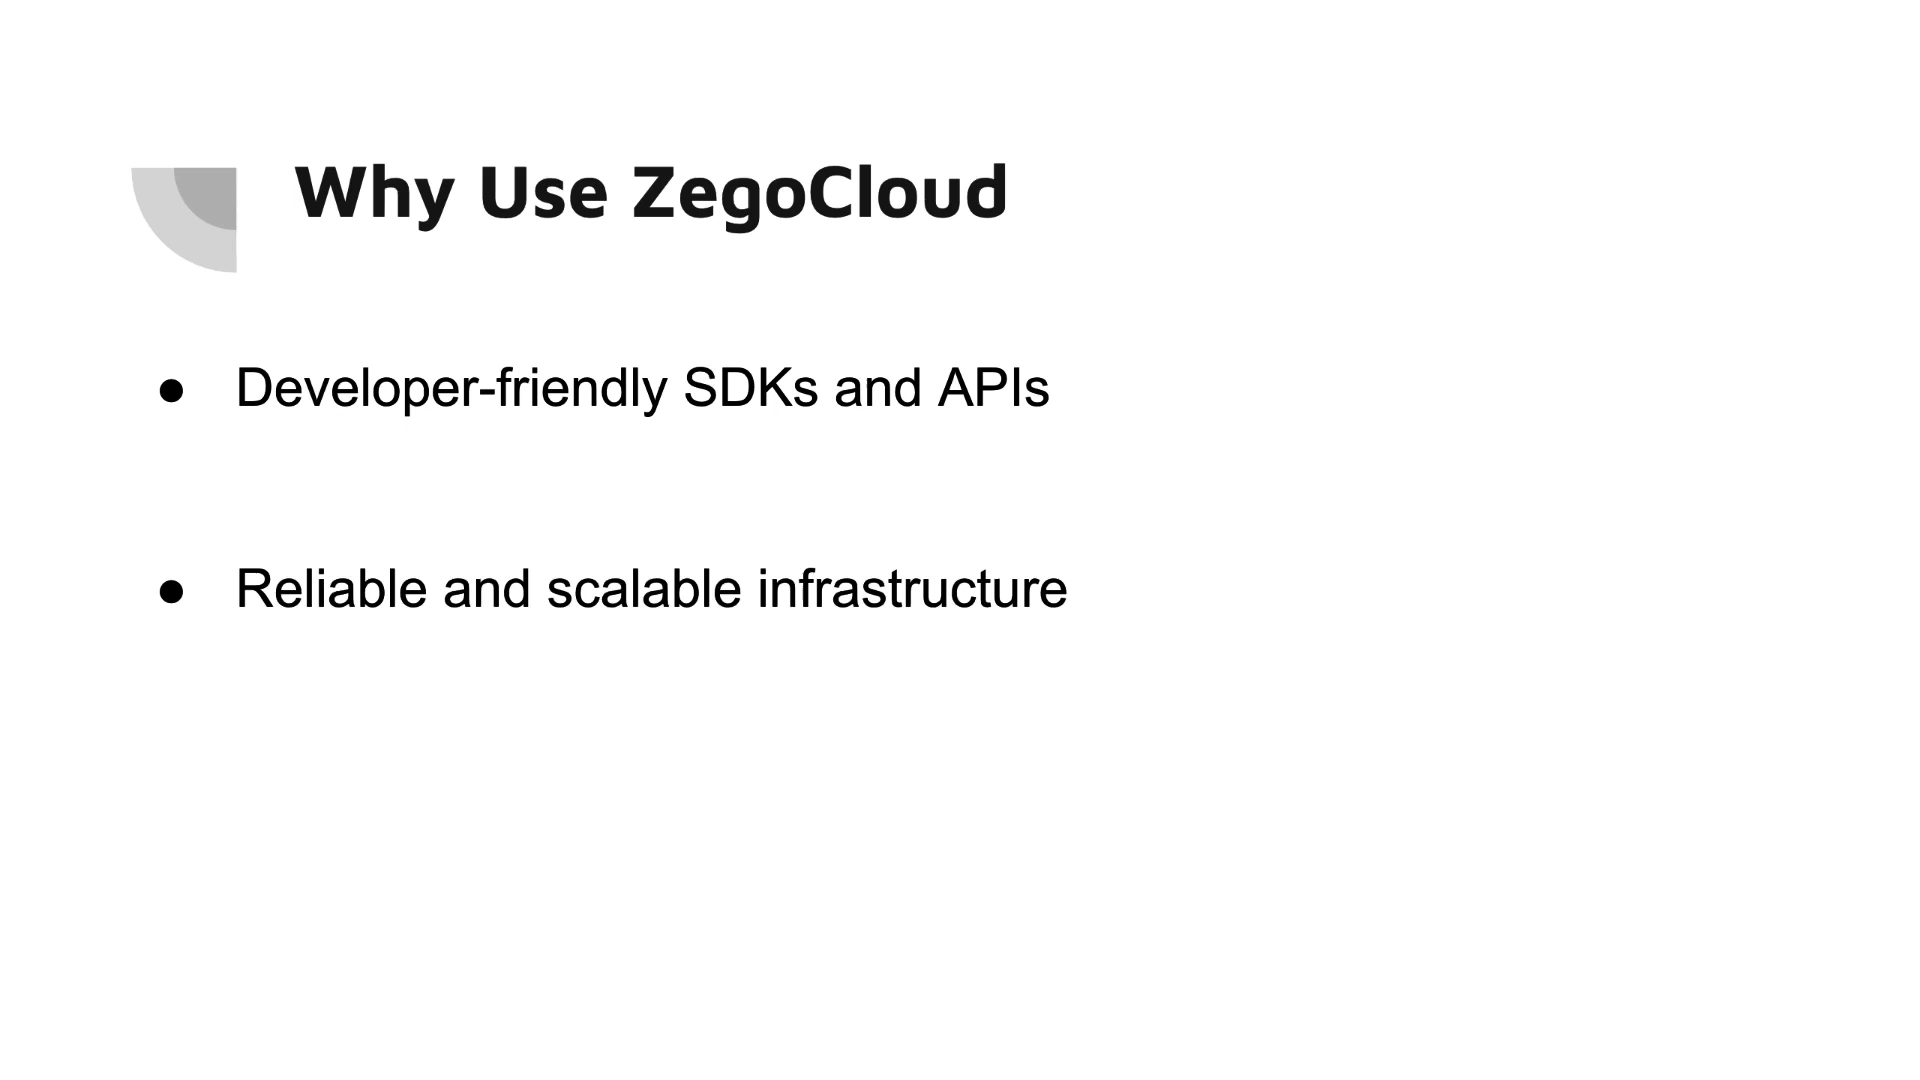 Why Use ZegoCloud
● Developer-friendly SDKs and APIs
● Reliable and scalable infrastructure